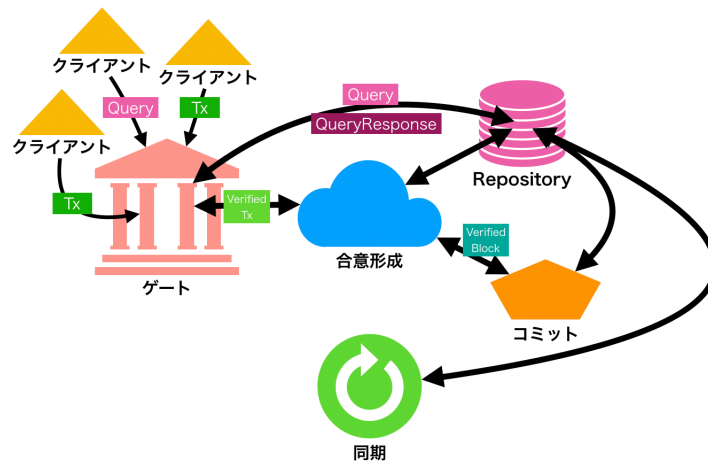 クライアント
クライアント
Query
Tx
クライアント
Tx
Query
QueryResponse
Repository
Verified
Tx
合意形成
Verified
Block
ゲート
コミット
同期